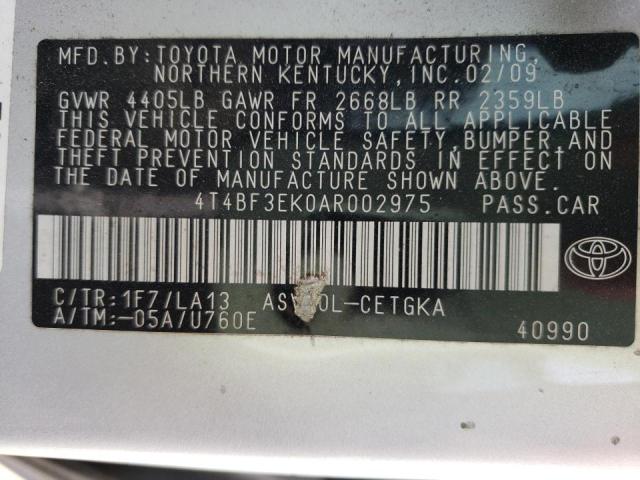 MFD. BY: TOYOTA MOTOR MANUFACTURING,
NORTHERN KENTUCKY, INC. 02/09
GVWR 4405LB GAWR FR 2668LB RR 2359LB
THIS VEHICLE CONFORMS TO ALL APPLICABLE
FEDERAL MOTOR VEHICLE SAFETY, BUMPER, AND
THEFT PREVENTION STANDARDS IN EFFECT ON
THE DATE OF MANUFACTURE SHOWN ABOVE.
4T4BF3EK0AR002975 PASS.CAR
C/TR: 1F7/LA13
A/TM: -05A/U760E
40990